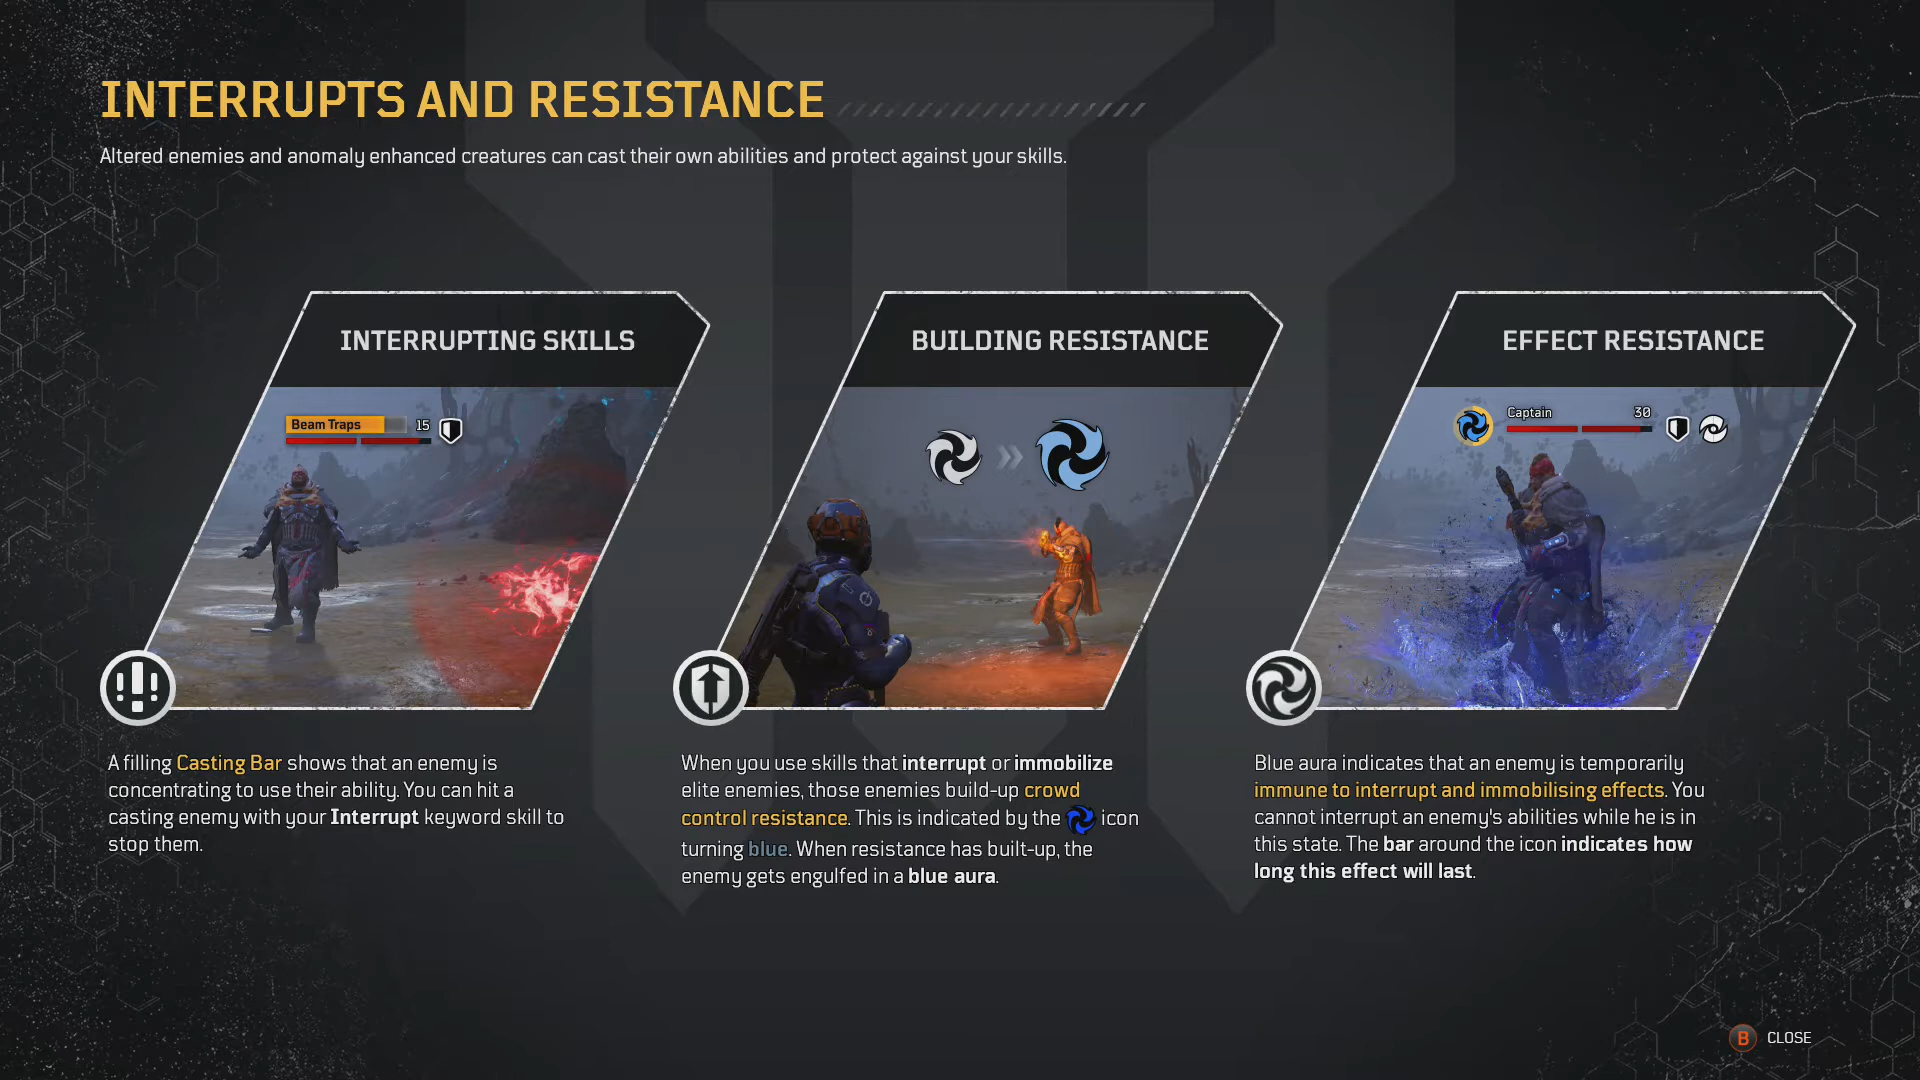 INTERRUPTS AND RESISTANCE
Altered enemies and anomaly enhanced creatures can cast their own abilities and protect against your skills.
INTERRUPTING SKILLS
Beam Traps 15
A filling Casting Bar shows that an enemy is
concentrating to use their ability. You can hit a
casting enemy with your Interrupt keyword skill to
stop them.
BUILDING RESISTANCE
When you use skills that interrupt or immobilize
elite enemies, those enemies build-up crowd
control resistance. This is indicated by the icon
turning blue. When resistance has built-up, the
enemy gets engulfed in a blue aura.
EFFECT RESISTANCE
Captain 30
Blue aura indicates that an enemy is temporarily
immune to interrupt and immobilising effects. You
cannot interrupt an enemy's abilities while he is in
this state. The bar around the icon indicates how
long this effect will last.
B CLOSE